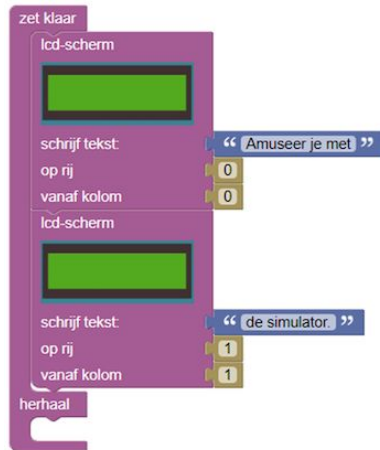 zet klaar
lcd-scherm
schrijf tekst: “ Amuseer je met ”
op rij 0
vanaf kolom 0
lcd-scherm
schrijf tekst: “ de simulator. ”
op rij 1
vanaf kolom 1
herhaal